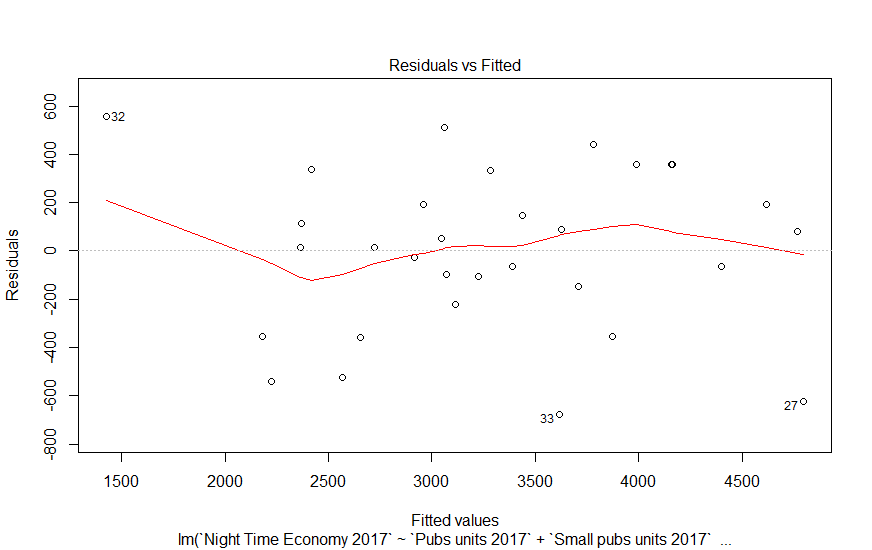 Residuals vs Fitted
600
400
200
0
-200
-400
-600
-800
Residuals
32
33
27
1500 2000 2500 3000 3500 4000 4500
Fitted values
lm(`Night Time Economy 2017` ~ `Pubs units 2017` + `Small pubs units 2017` ...